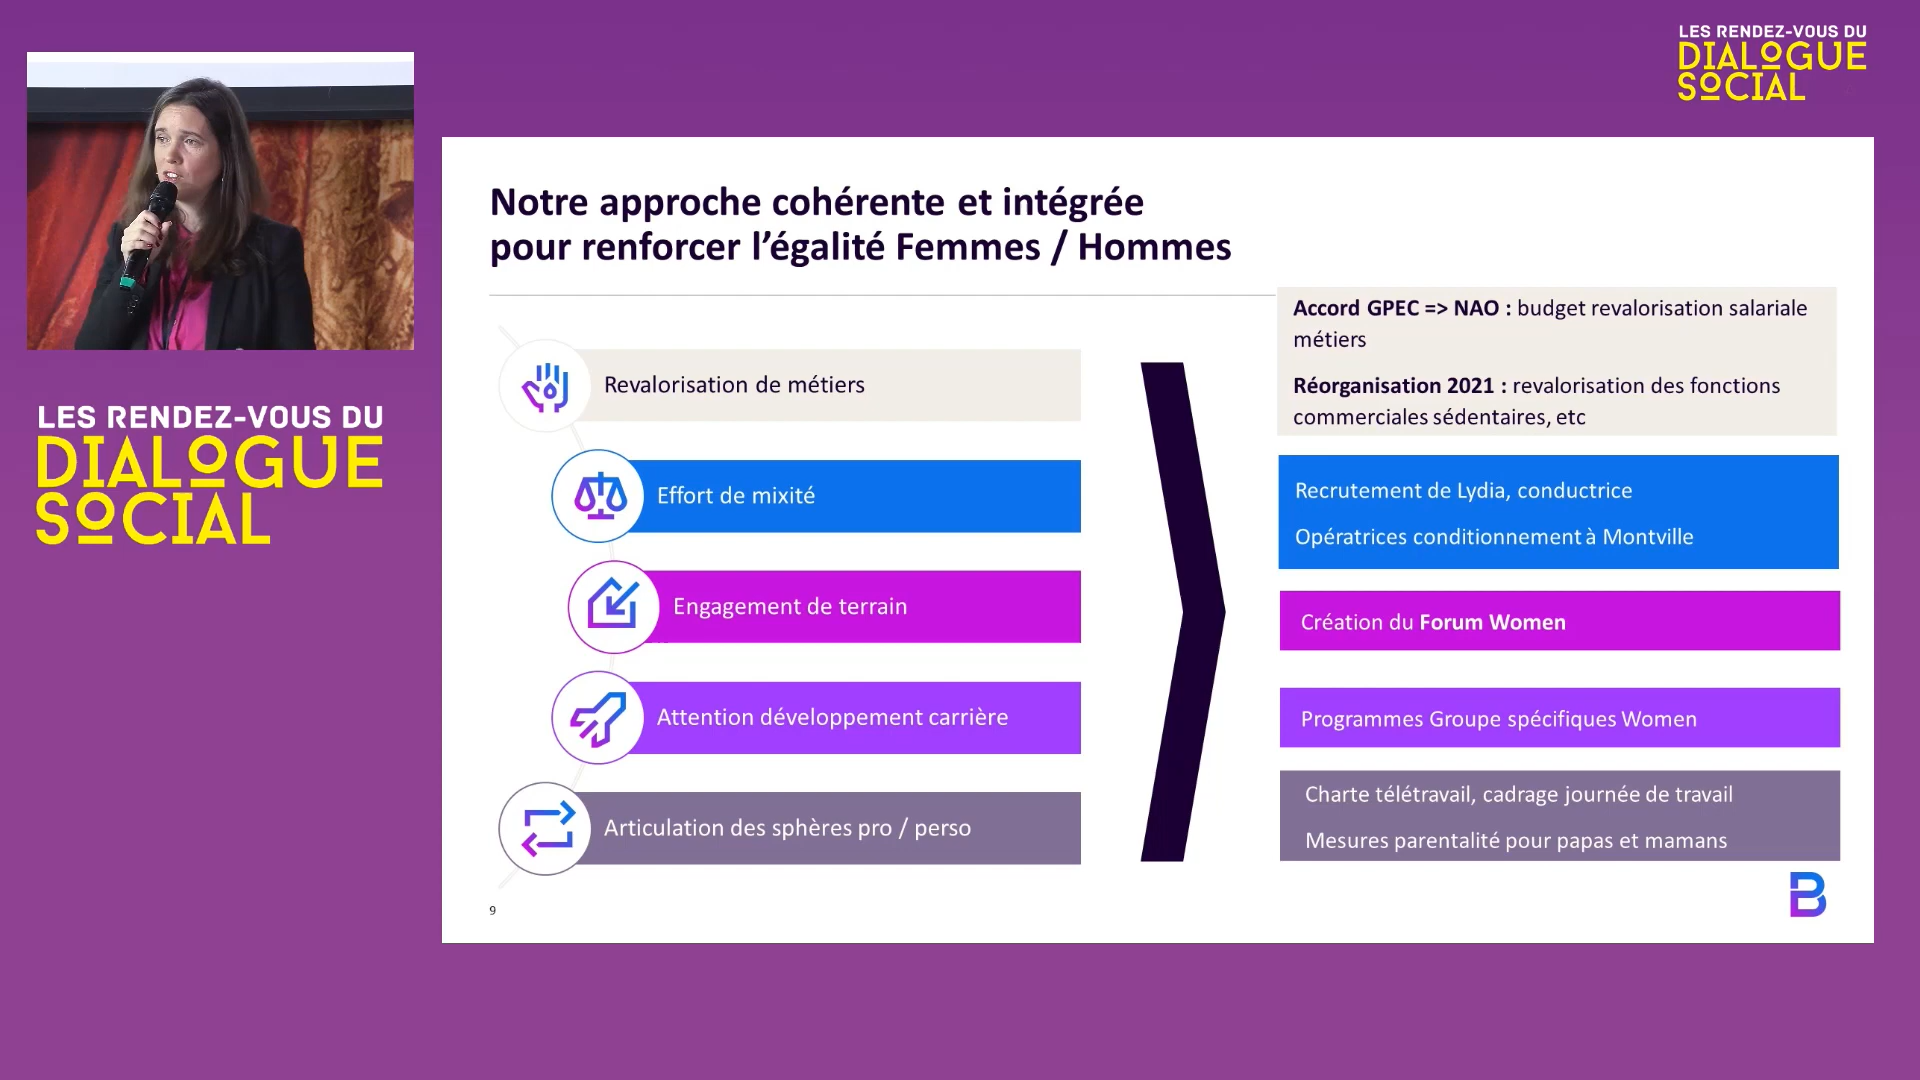 LES RENDEZ-VOUS DU
DIALOGUE
SOCIAL
LES RENDEZ-VOUS DU
DIALOGUE
SOCIAL
Notre approche cohérente et intégrée
pour renforcer l’égalité Femmes / Hommes
Revalorisation de métiers
Effort de mixité
Engagement de terrain
Attention développement carrière
Articulation des sphères pro / perso
Accord GPEC => NAO : budget revalorisation salariale
métiers
Réorganisation 2021 : revalorisation des fonctions
commerciales sédentaires, etc
Recrutement de Lydia, conductrice
Opératrices conditionnement à Montville
Création du Forum Women
Programmes Groupe spécifiques Women
Charte télétravail, cadrage journée de travail
Mesures parentalité pour papas et mamans
9
B